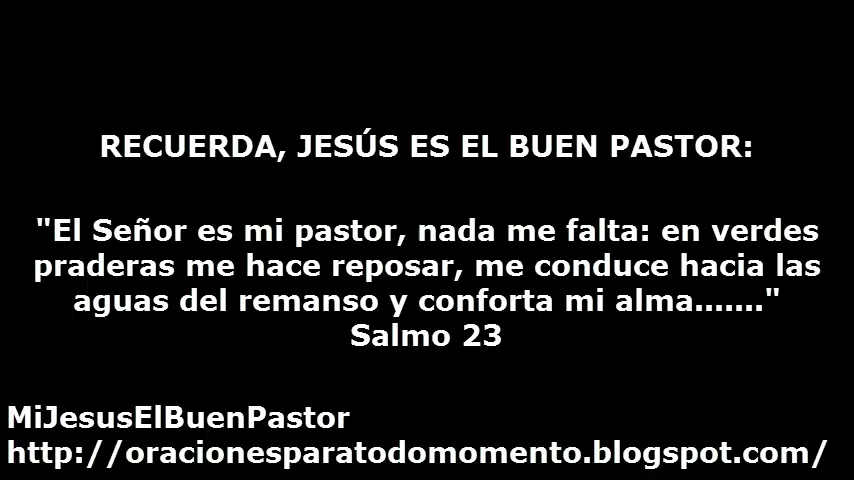 RECUERDA, JESÚS ES EL BUEN PASTOR:
"El Señor es mi pastor, nada me falta: en verdes
praderas me hace reposar, me conduce hacia las
aguas del remanso y conforta mi alma......."
Salmo 23
MiJesusElBuenPastor
http://oracionesparatodomomento.blogspot.com/